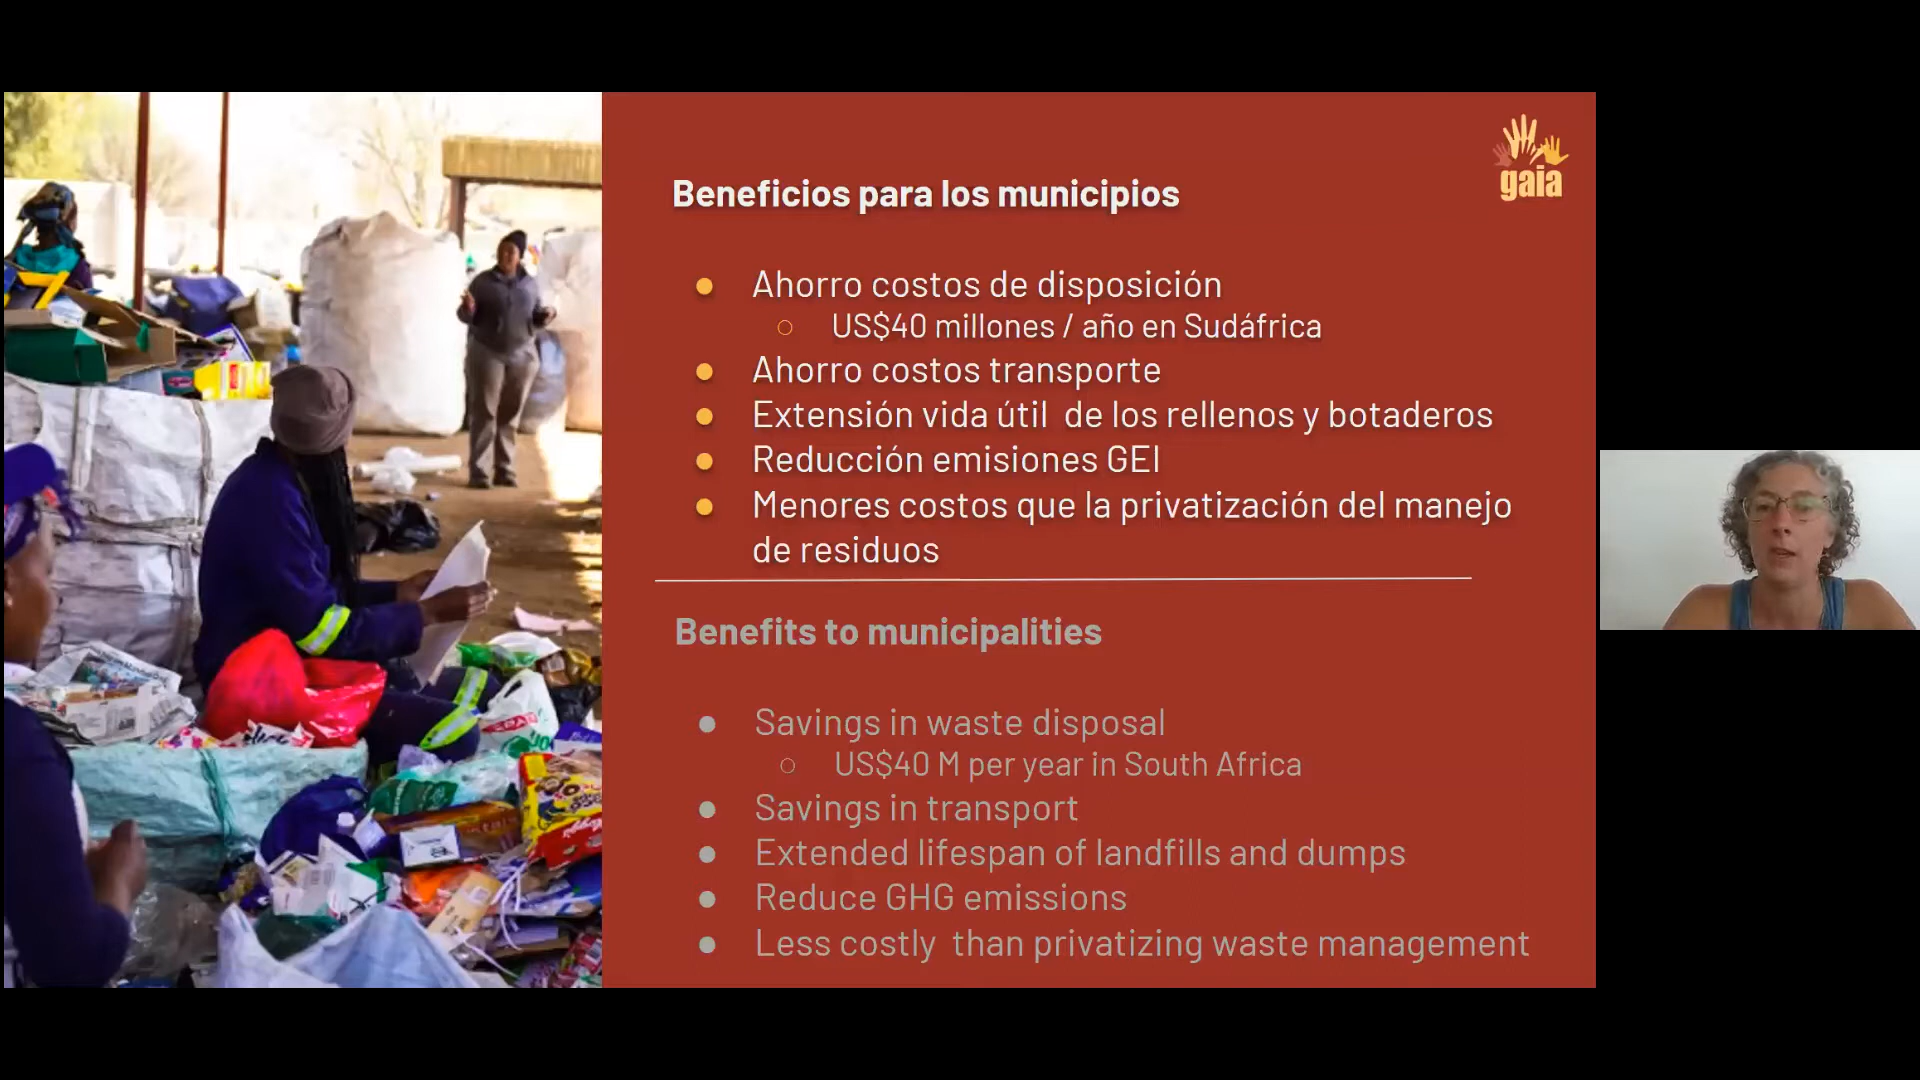 gaia
Beneficios para los municipios
● Ahorro costos de disposición
○ US$40 millones / año en Sudáfrica
● Ahorro costos transporte
● Extensión vida útil de los rellenos y botaderos
● Reducción emisiones GEI
● Menores costos que la privatización del manejo
de residuos
Benefits to municipalities
● Savings in waste disposal
○ US$40 M per year in South Africa
● Savings in transport
● Extended lifespan of landfills and dumps
● Reduce GHG emissions
● Less costly than privatizing waste management